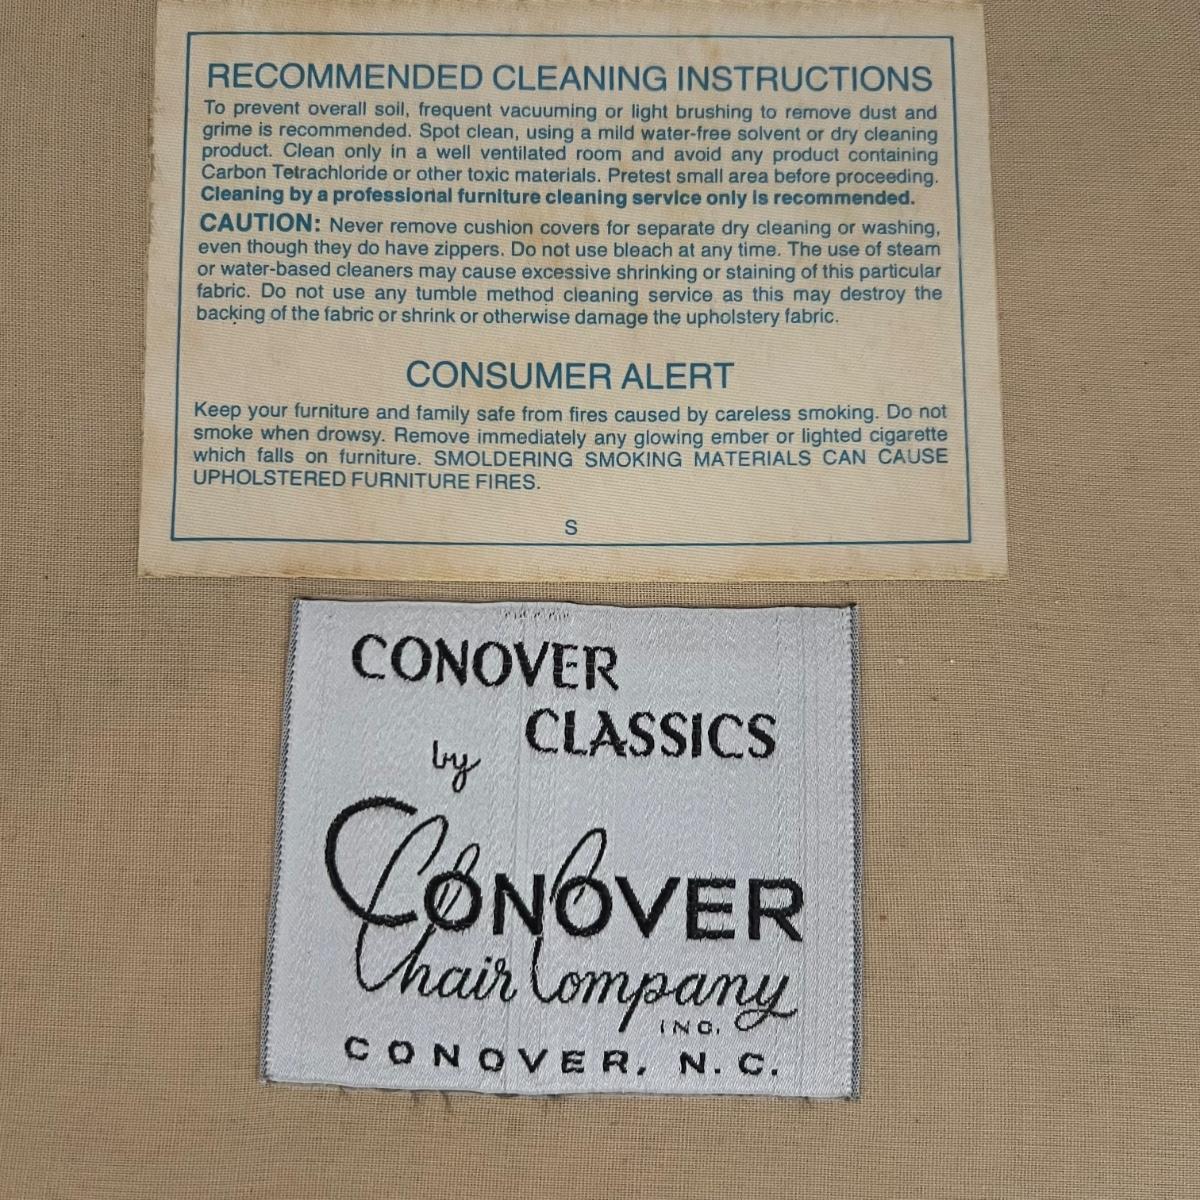 RECOMMENDED CLEANING INSTRUCTIONS
To prevent overall soil, frequent vacuuming or light brushing to remove dust and
grime is recommended. Spot clean, using a mild water-free solvent or dry cleaning
product. Clean only in a well ventilated room and avoid any product containing
Carbon Tetrachloride or other toxic materials. Pretest small area before proceeding.
Cleaning by a professional furniture cleaning service only is recommended.
CAUTION: Never remove cushion covers for separate dry cleaning or washing,
even though they do have zippers. Do not use bleach at any time. The use of steam
or water-based cleaners may cause excessive shrinking or staining of this particular
fabric. Do not use any tumble method cleaning service as this may destroy the
backing of the fabric or shrink or otherwise damage the upholstery fabric.
CONSUMER ALERT
Keep your furniture and family safe from fires caused by careless smoking. Do not
smoke when drowsy. Remove immediately any glowing ember or lighted cigarette
which falls on furniture. SMOLDERING SMOKING MATERIALS CAN CAUSE
UPHOLSTERED FURNITURE FIRES.
S
CONOVER
CLASSICS
by
CONOVER
Chair Company
INC.
CONOVER, N.C.